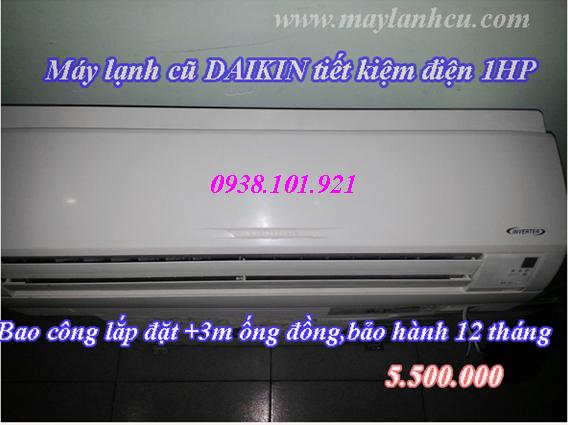 www.maylanhcu.com
Máy lạnh cũ DAIKIN tiết kiệm điện 1HP
0938.101.921
INVERTER
Bao công lắp đặt +3m ống đồng,bảo hành 12 tháng
5.500.000